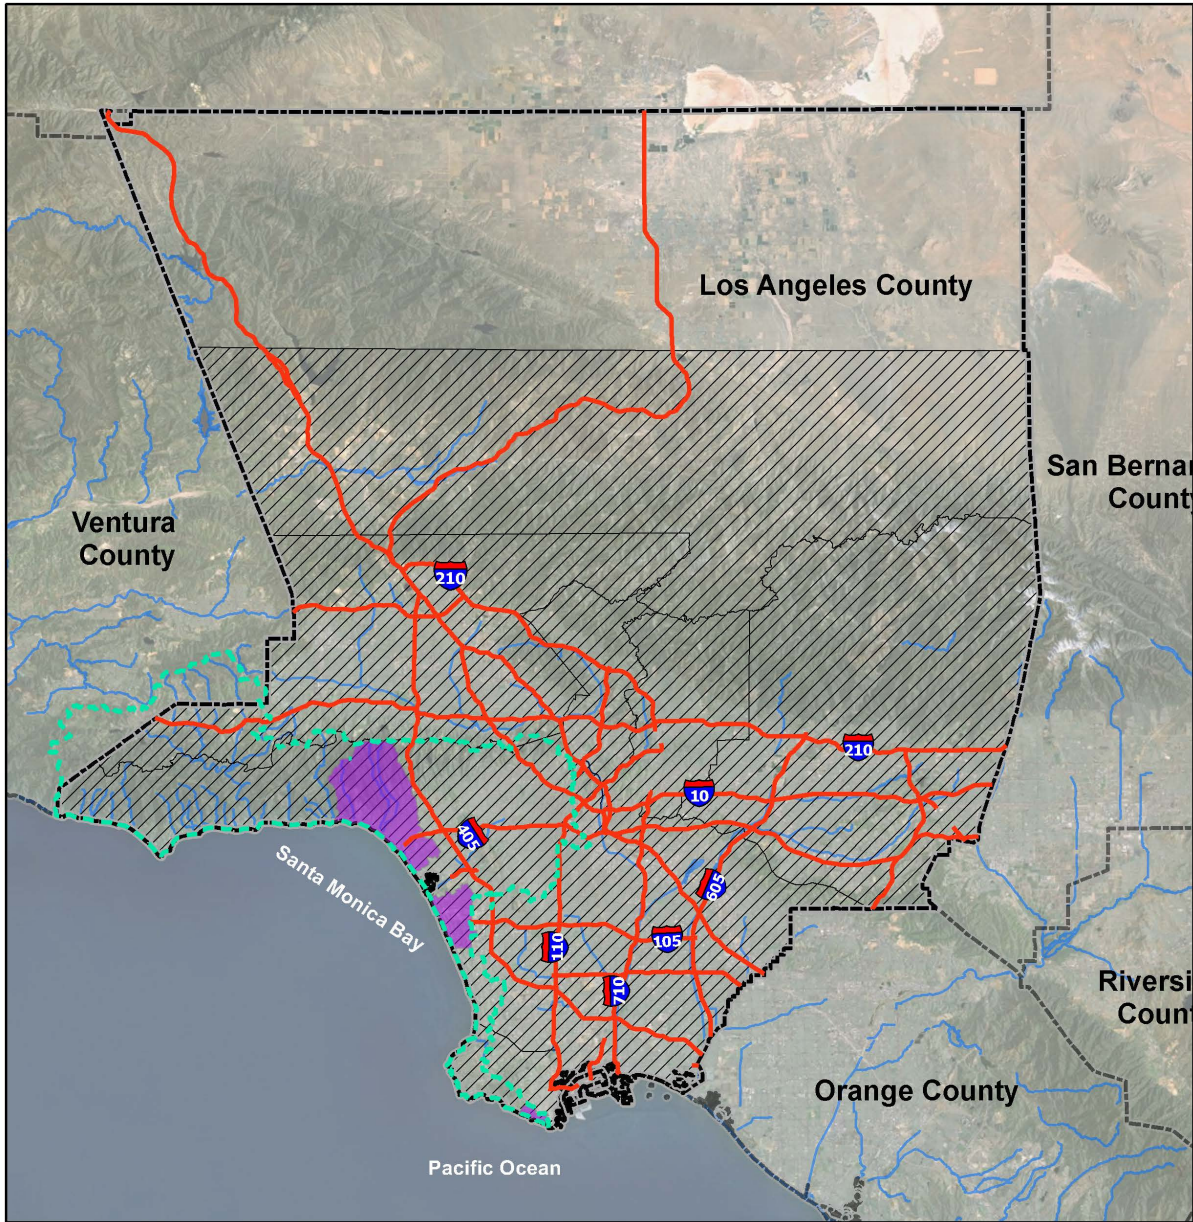 Los Angeles County
San Bernar
County
Ventura
County
210
210
10
405
Santa Monica Bay
605
110
105
710
Riversi
Count
Orange County
Pacific Ocean